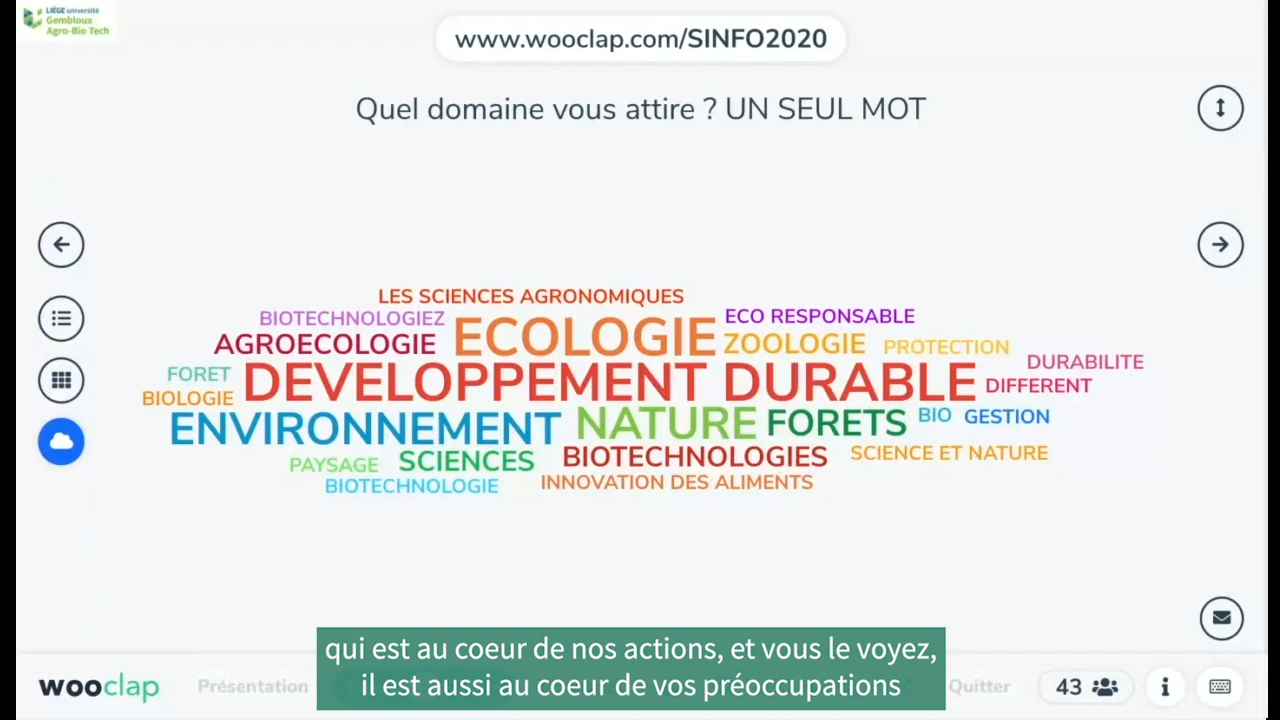 LIÈGE université
Gembloux
Agro-Bio Tech
www.wooclap.com/SINFO2020
Quel domaine vous attire ? UN SEUL MOT
LES SCIENCES AGRONOMIQUES
BIOTECHNOLOGIEZ
ECOLOGIE
ECO RESPONSABLE
AGROECOLOGIE
ZOOLOGIE
PROTECTION
DURABILITE
FORET
DEVELOPPEMENT DURABLE
DIFFERENT
BIOLOGIE
ENVIRONNEMENT
NATURE
FORETS
BIO
GESTION
PAYSAGE
SCIENCES
BIOTECHNOLOGIES
SCIENCE ET NATURE
BIOTECHNOLOGIE
INNOVATION DES ALIMENTS
qui est au coeur de nos actions, et vous le voyez,
il est aussi au coeur de vos préoccupations
wooclap
Présentation
Quitter
43